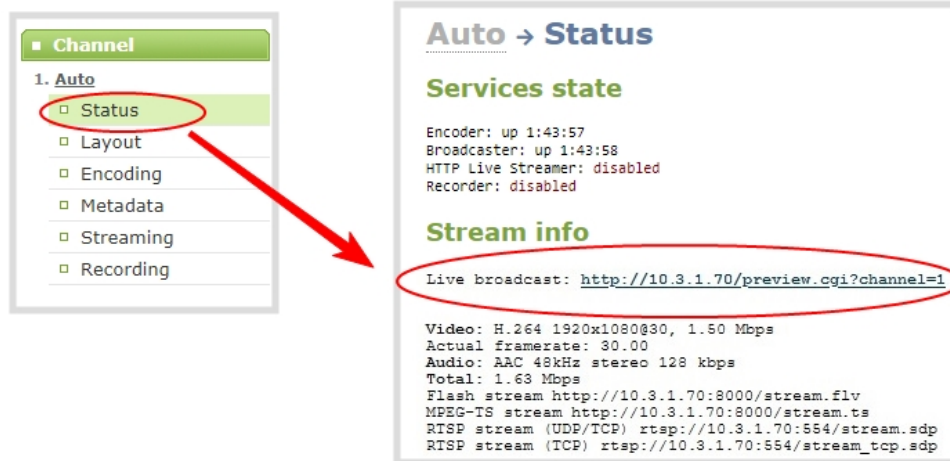 Channel
1. Auto
Status
Layout
Encoding
Metadata
Streaming
Recording
Auto → Status
Services state
Encoder: up 1:43:57
Broadcaster: up 1:43:58
HTTP Live Streamer: disabled
Recorder: disabled
Stream info
Live broadcast: http://10.3.1.70/preview.cgi?channel=1
Video: H.264 1920x1080@30, 1.50 Mbps
Actual framerate: 30.00
Audio: AAC 48kHz stereo 128 kbps
Total: 1.63 Mbps
Flash stream http://10.3.1.70:8000/stream.flv
MPEG-TS stream http://10.3.1.70:8000/stream.ts
RTSP stream (UDP/TCP) rtsp://10.3.1.70:554/stream.sdp
RTSP stream (TCP) rtsp://10.3.1.70:554/stream_tcp.sdp